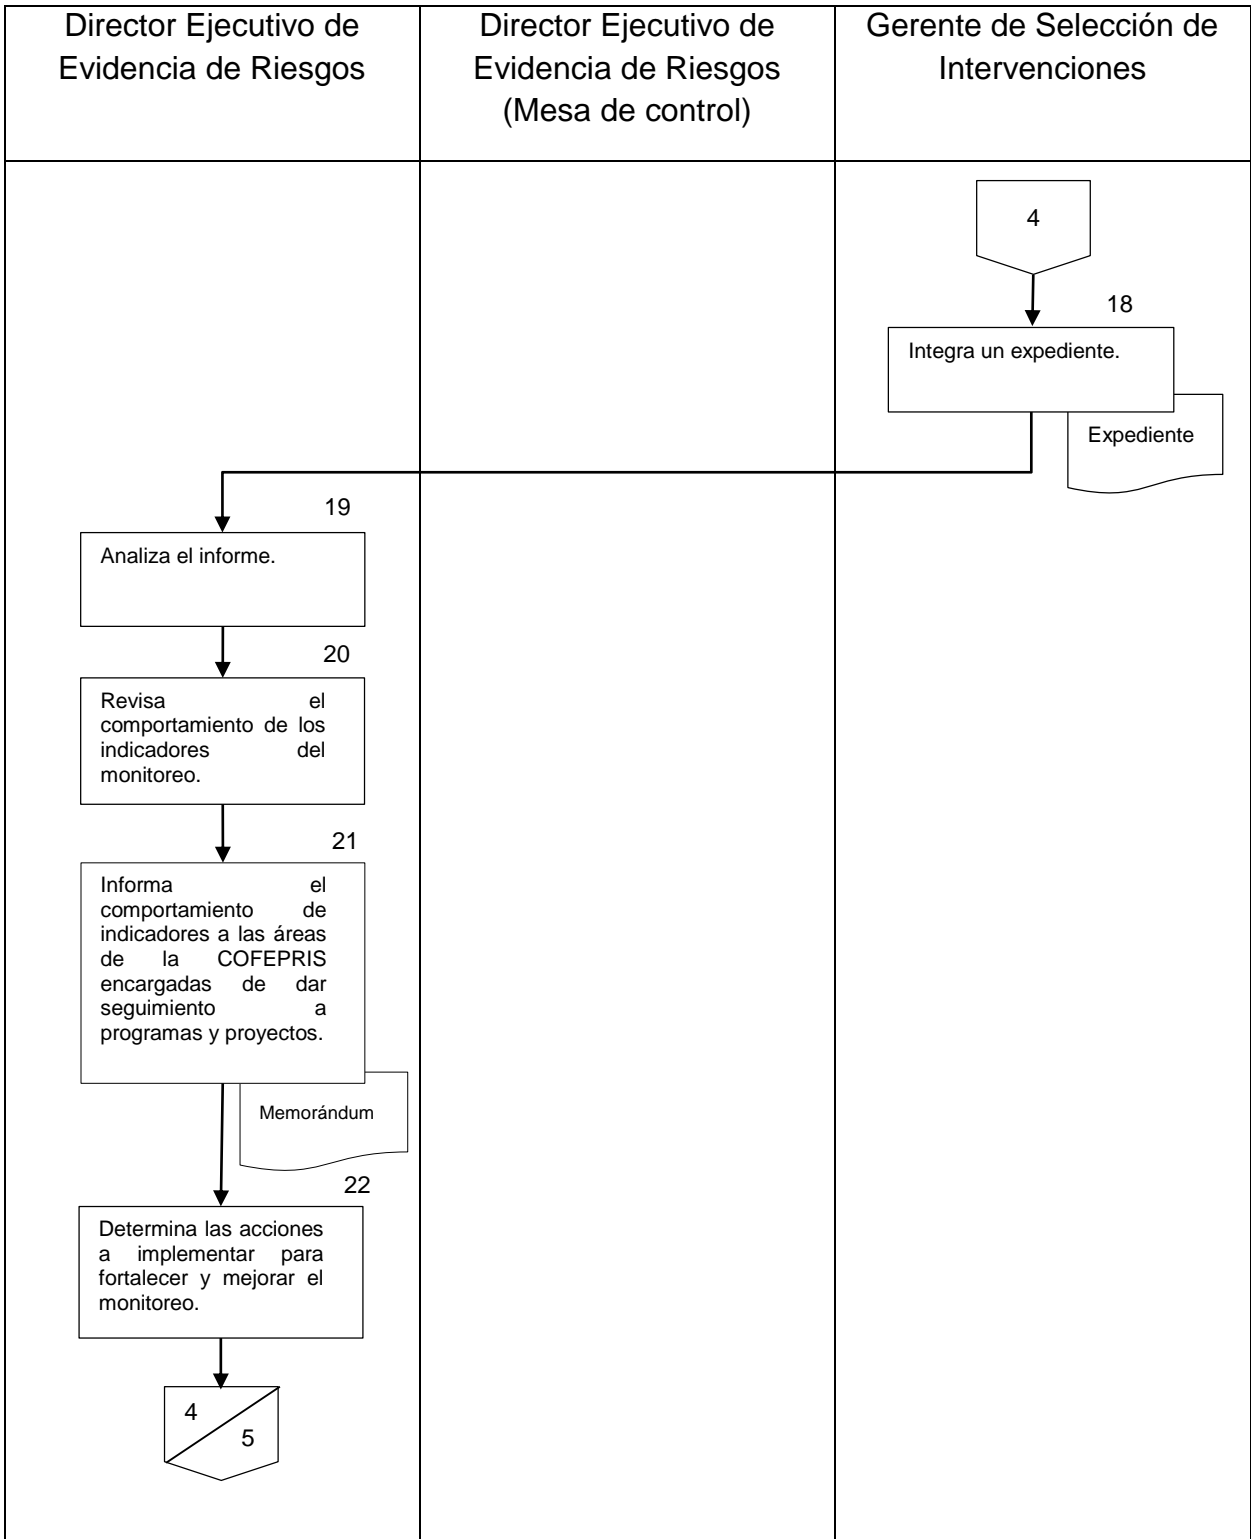 Director Ejecutivo de
Evidencia de Riesgos
Director Ejecutivo de
Evidencia de Riesgos
(Mesa de control)
Gerente de Selección de
Intervenciones
4
18
Integra un expediente.
Expediente
19
Analiza el informe.
20
Revisa el
comportamiento de los
indicadores del
monitoreo.
21
Informa el
comportamiento de
indicadores a las áreas
de la COFEPRIS
encargadas de dar
seguimiento a
programas y proyectos.
Memorándum
22
Determina las acciones
a implementar para
fortalecer y mejorar el
monitoreo.
4
5